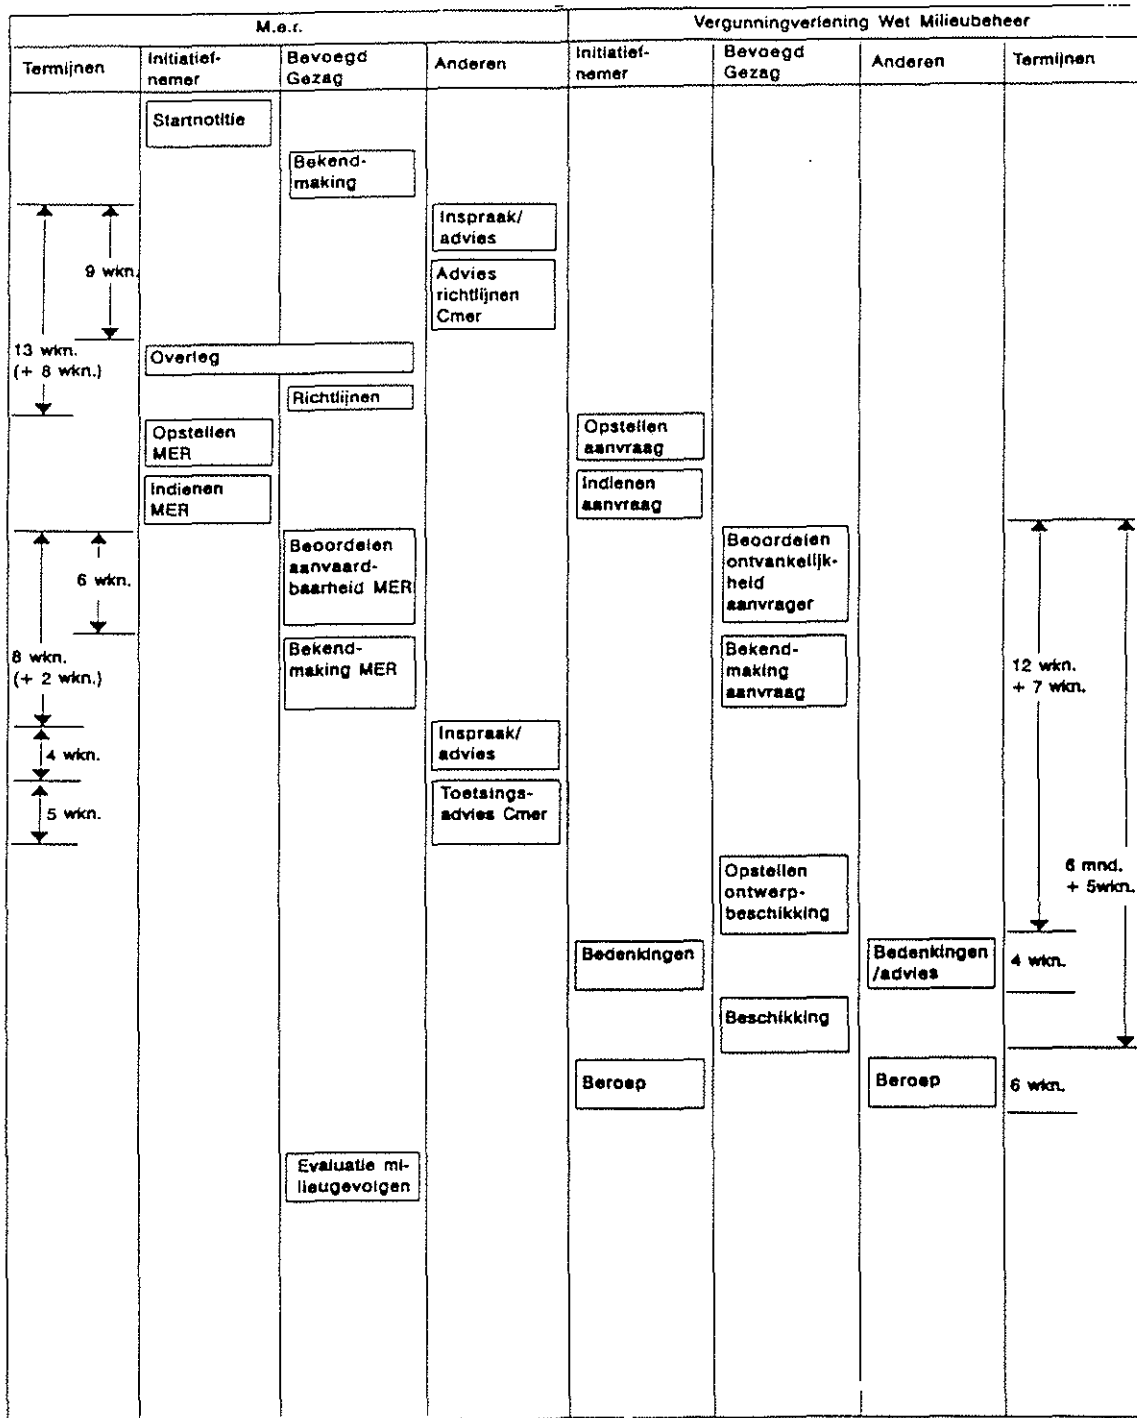 M.e.r.
Vergunningverlening Wet Milieubeheer
Termijnen
Initiatief-
nemer
Bevoegd
Gezag
Anderen
Initiatief-
nemer
Bevoegd
Gezag
Anderen
Termijnen
Startnotitie
Bekend-
making
Inspraak/
advies
9 wkn.
Advies
richtlijnen
Cmer
13 wkn.
(+ 8 wkn.)
Overleg
Richtlijnen
Opstellen
MER
Opstellen
aanvraag
Indienen
MER
Indienen
aanvraag
Beoordelen
aanvaard-
baarheid MER
Beoordelen
ontvankelijk-
heid
aanvrager
6 wkn.
8 wkn.
(+ 2 wkn.)
Bekend-
making MER
Bekend-
making
aanvraag
12 wkn.
+ 7 wkn.
4 wkn.
Inspraak/
advies
5 wkn.
Toetsings-
advies Cmer
6 mnd.
+ 5wkn.
Opstellen
ontwerp-
beschikking
Bedenkingen
Bedenkingen
/advies
4 wkn.
Beschikking
Beroep
Beroep
6 wkn.
Evaluatie mi-
lieugevolgen